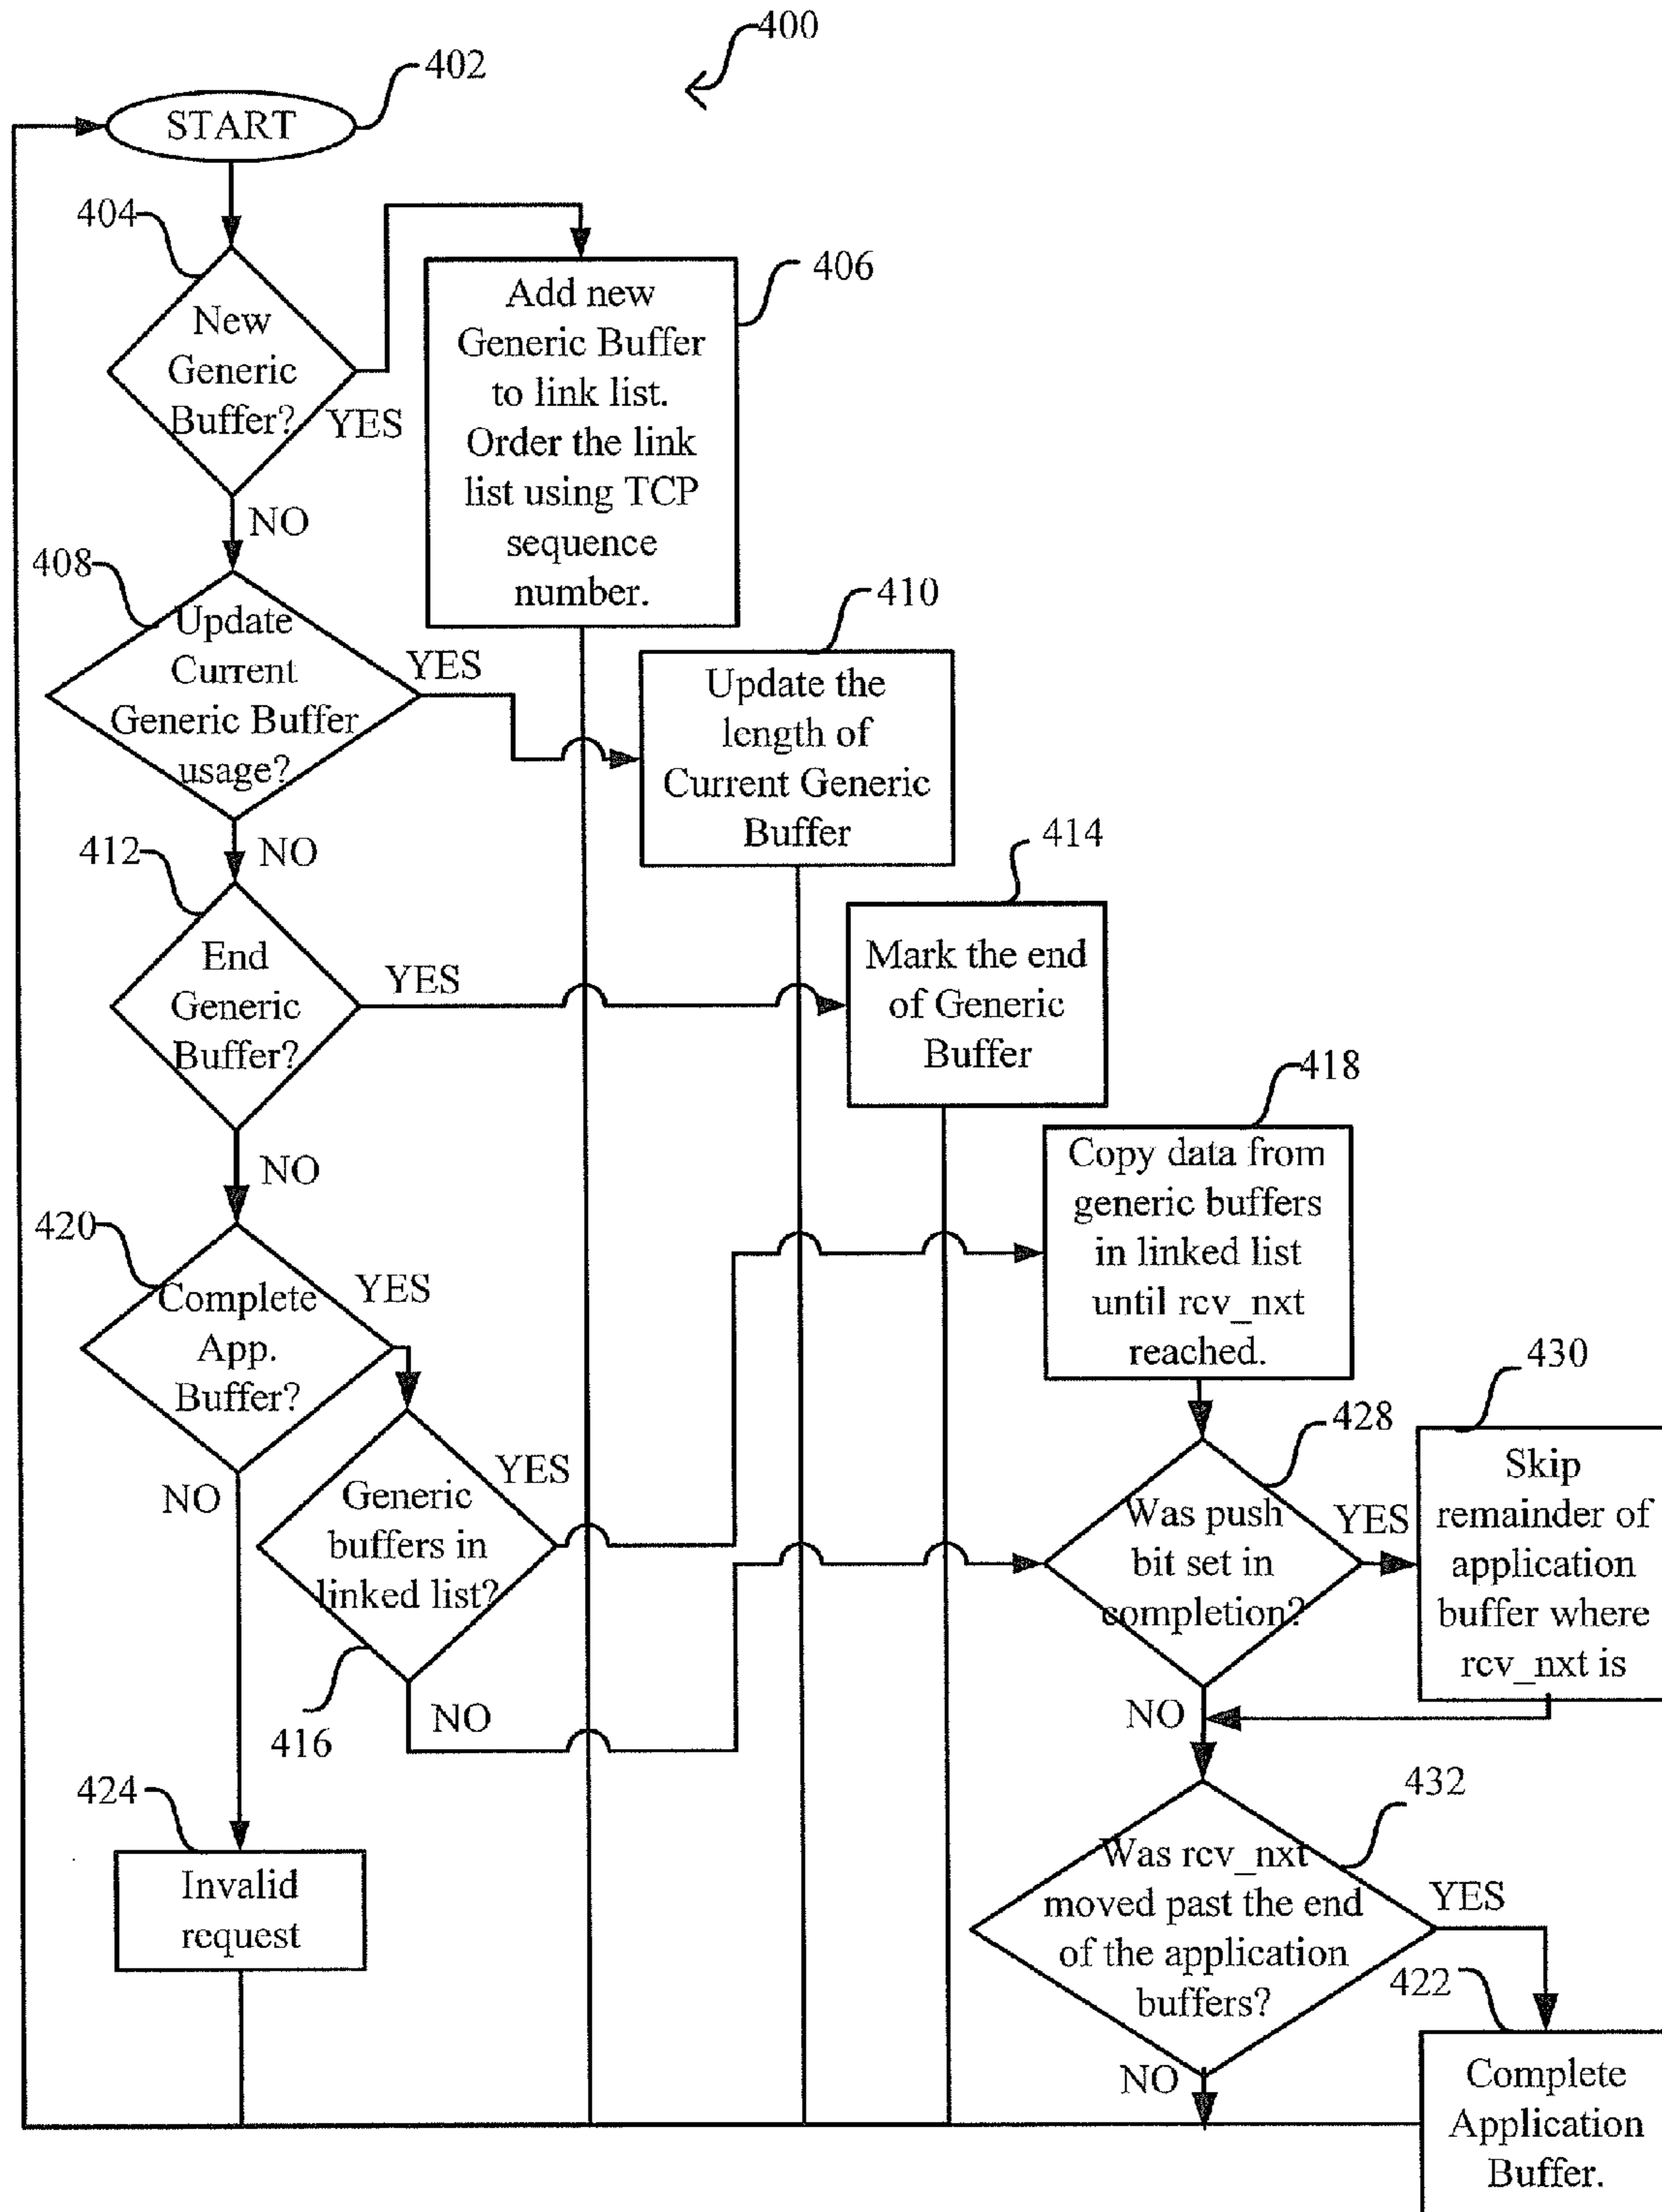 400
402
START
404
New
Generic
Buffer?
YES
NO
406
Add new
Generic Buffer
to link list.
Order the link
list using TCP
sequence
number.
408
Update
Current
Generic Buffer
usage?
YES
NO
410
Update the
length of
Current Generic
Buffer
412
End
Generic
Buffer?
YES
NO
414
Mark the end
of Generic
Buffer
420
Complete
App.
Buffer?
YES
NO
416
Generic
buffers in
linked list?
YES
NO
418
Copy data from
generic buffers
in linked list
until rcv_nxt
reached.
428
Was push
bit set in
completion?
YES
NO
430
Skip
remainder of
application
buffer where
rcv_nxt is
424
Invalid
request
432
Was rcv_nxt
moved past the end
of the application
buffers?
YES
NO
422
Complete
Application
Buffer.